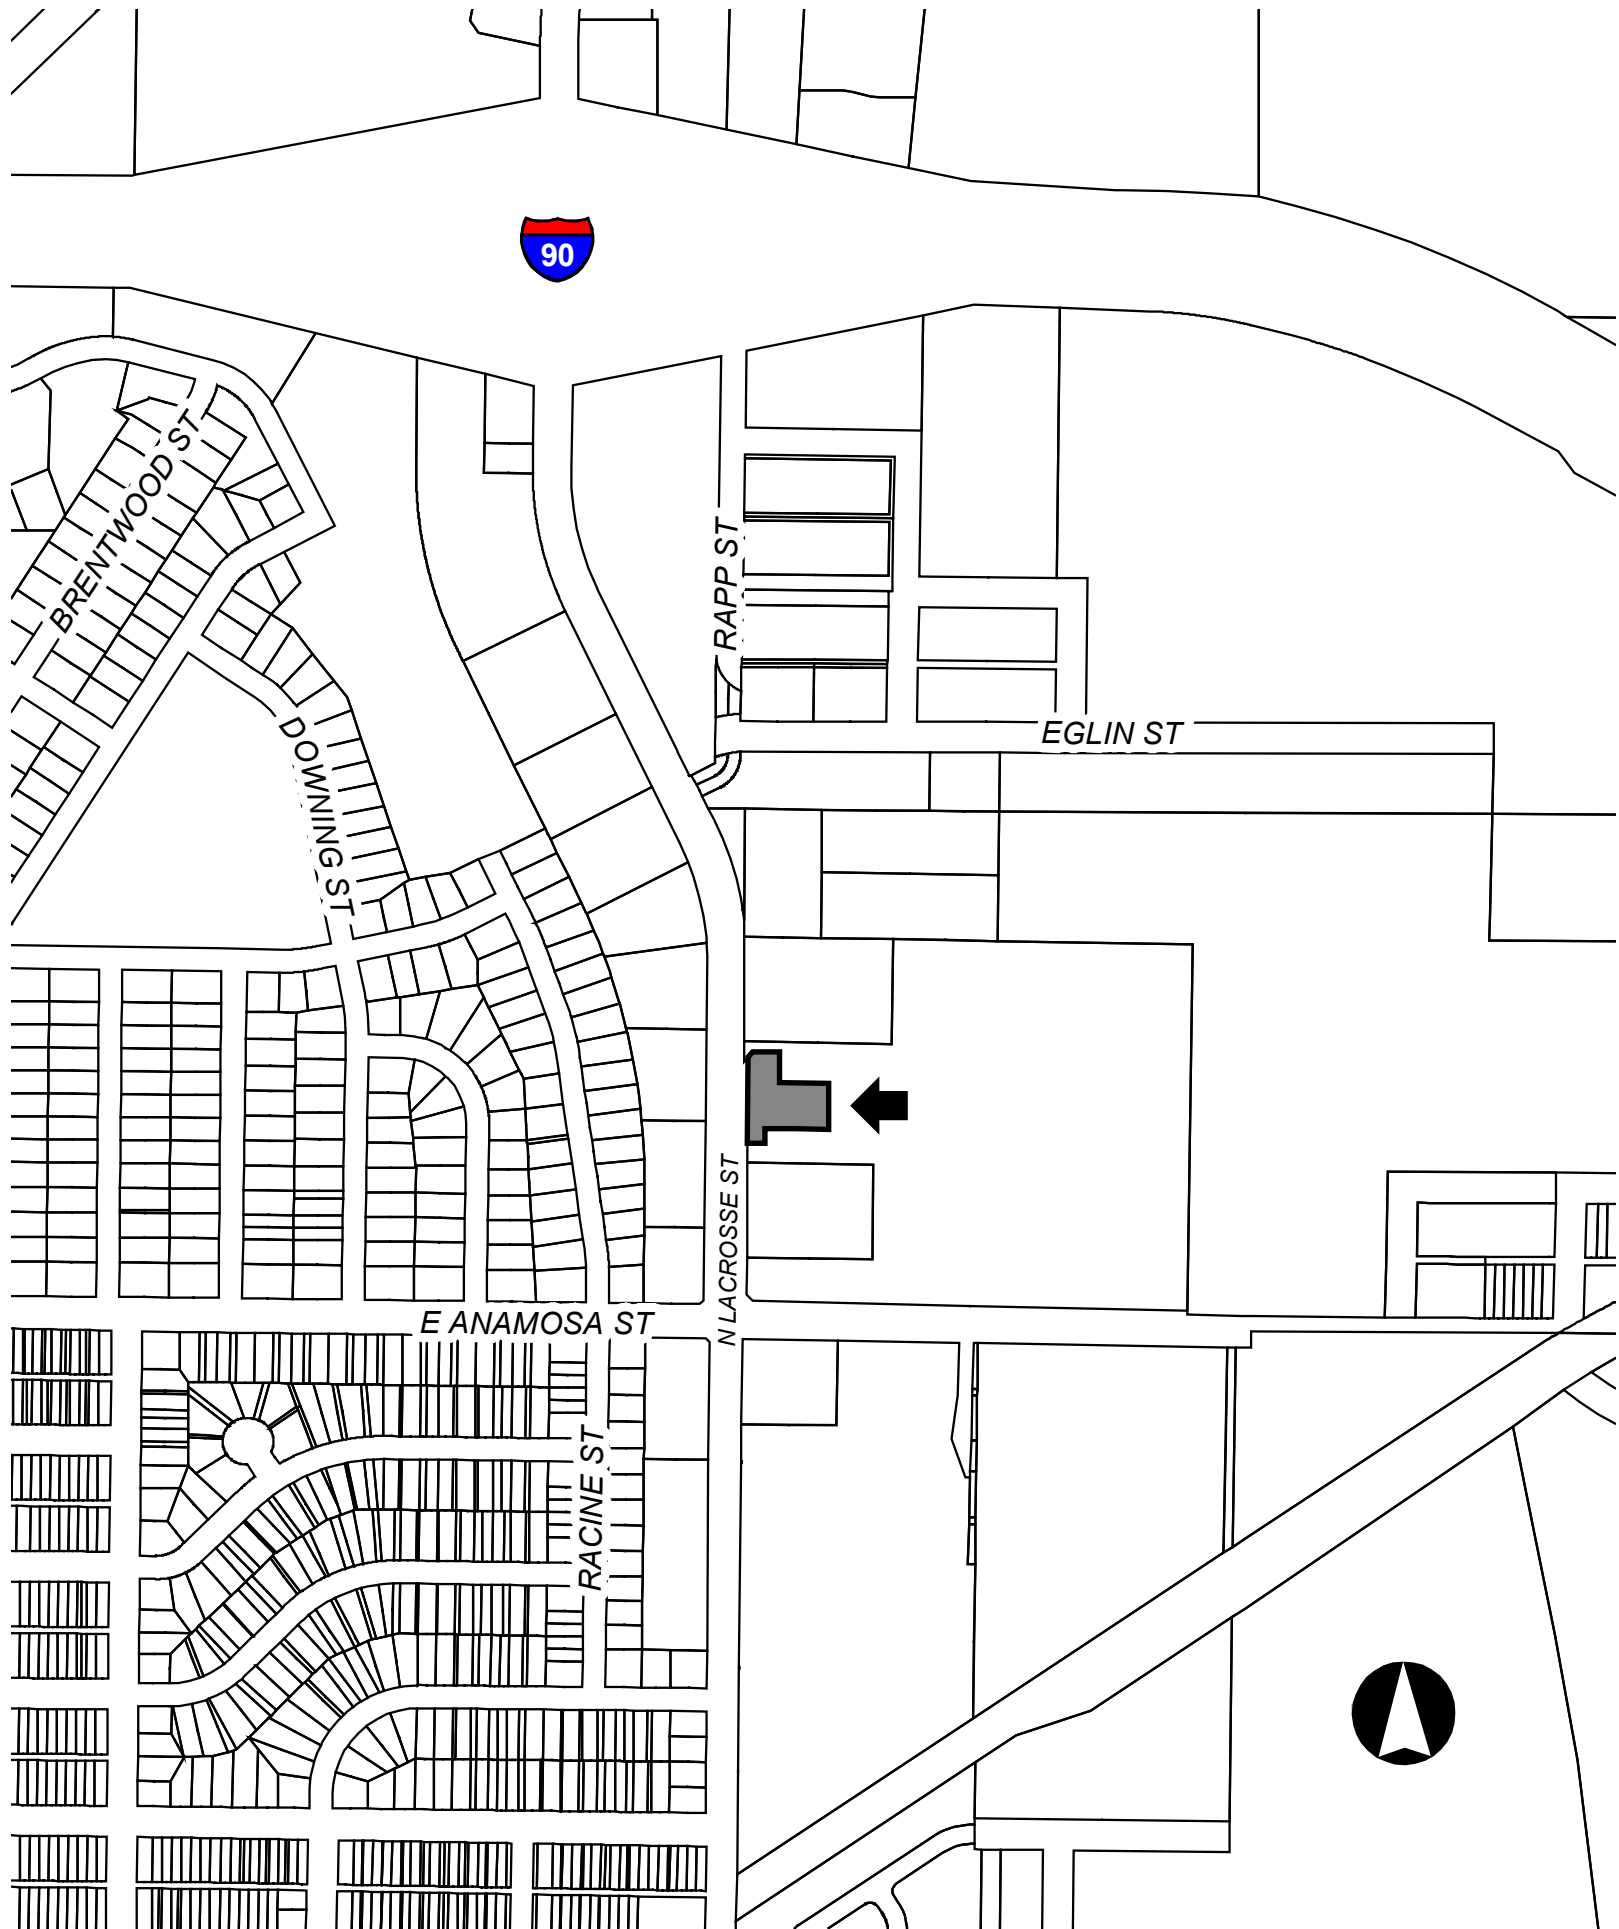 90
BRENTWOOD ST
RAPP ST
EGLIN ST
DOWNING ST
N LACROSSE ST
E ANAMOSA ST
RACINE ST